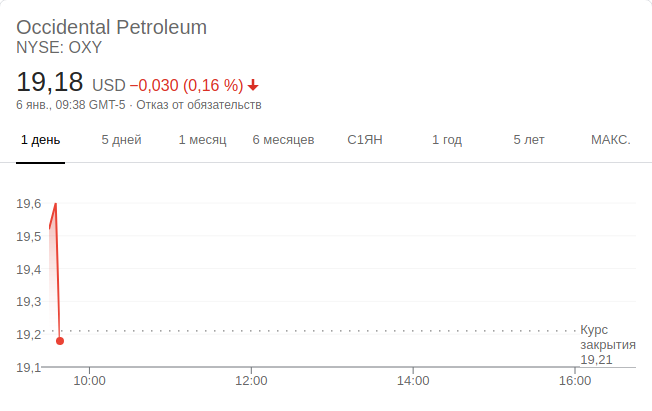 Occidental Petroleum
NYSE: OXY
19,18 USD −0,030 (0,16 %)
6 янв., 09:38 GMT-5 · Отказ от обязательств
1 день 5 дней 1 месяц 6 месяцев С1ЯН 1 год 5 лет МАКС.
19,6
19,5
19,4
19,3
19,2
19,1
Курс
закрытия
19,21
10:00 12:00 14:00 16:00